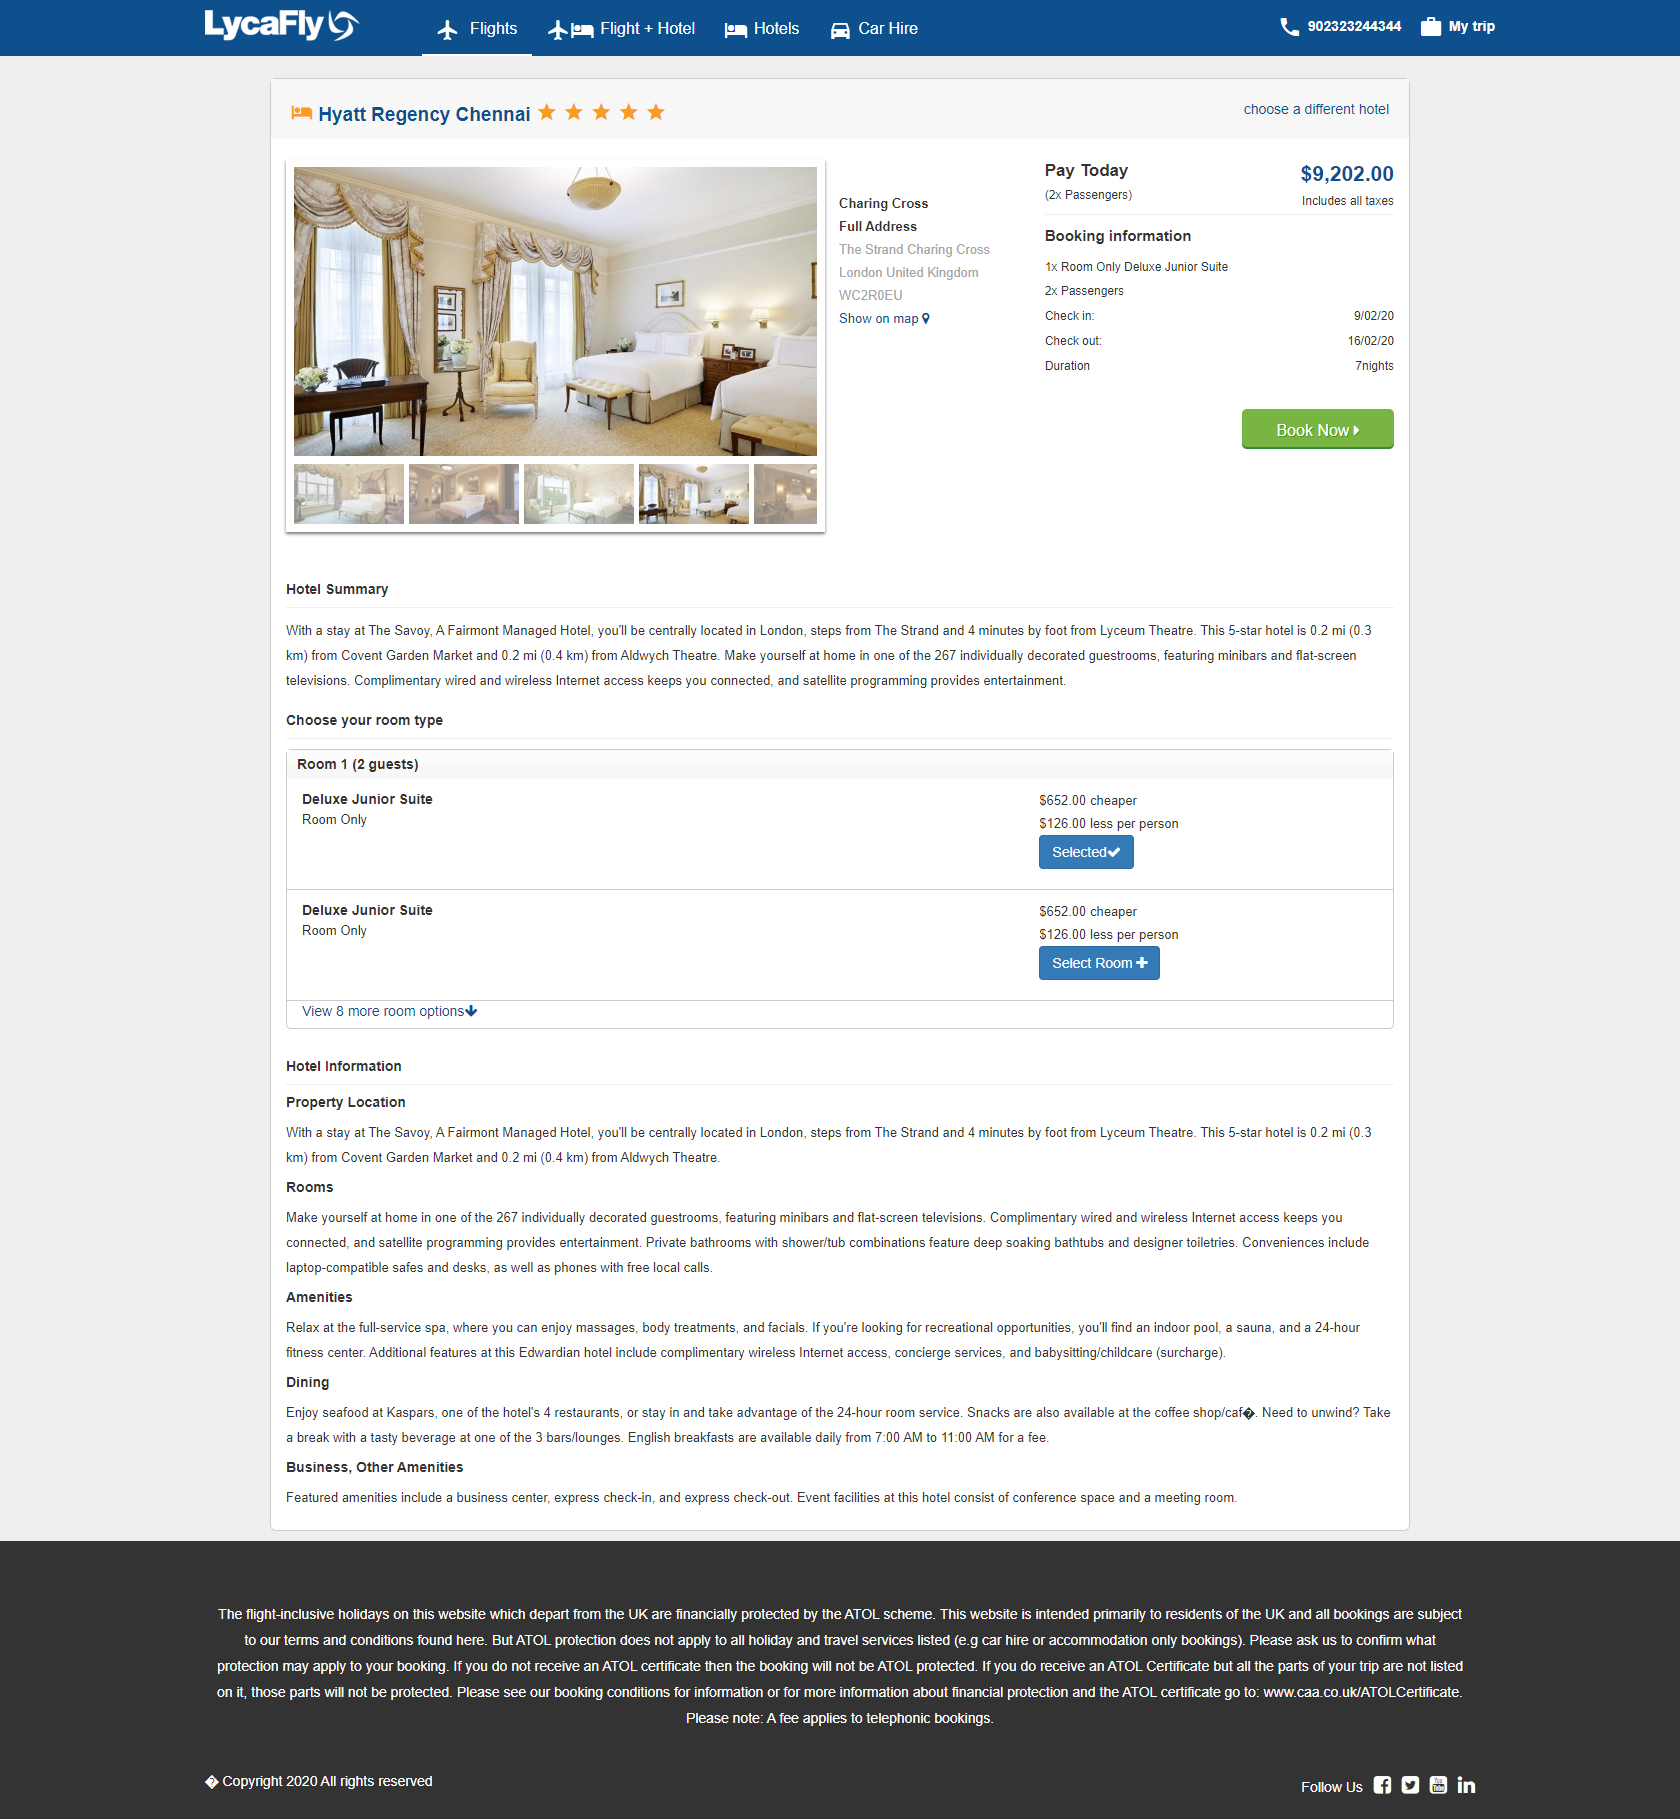 LycaFly
Flights
Flight + Hotel
Hotels
Car Hire
902323244344
My trip
Hyatt Regency Chennai
choose a different hotel
Charing Cross
Full Address
The Strand Charing Cross
London United Kingdom
WC2R0EU
Show on map
Pay Today
$9,202.00
(2x Passengers)
Includes all taxes
Booking information
1x Room Only Deluxe Junior Suite
2x Passengers
Check in: 9/02/20
Check out: 16/02/20
Duration 7nights
Book Now
Hotel Summary
With a stay at The Savoy, A Fairmont Managed Hotel, you'll be centrally located in London, steps from The Strand and 4 minutes by foot from Lyceum Theatre. This 5-star hotel is 0.2 mi (0.3
km) from Covent Garden Market and 0.2 mi (0.4 km) from Aldwych Theatre. Make yourself at home in one of the 267 individually decorated guestrooms, featuring minibars and flat-screen
televisions. Complimentary wired and wireless Internet access keeps you connected, and satellite programming provides entertainment.
Choose your room type
Room 1 (2 guests)
Deluxe Junior Suite
Room Only
$652.00 cheaper
$126.00 less per person
Selected
Deluxe Junior Suite
Room Only
$652.00 cheaper
$126.00 less per person
Select Room
View 8 more room options
Hotel Information
Property Location
With a stay at The Savoy, A Fairmont Managed Hotel, you'll be centrally located in London, steps from The Strand and 4 minutes by foot from Lyceum Theatre. This 5-star hotel is 0.2 mi (0.3
km) from Covent Garden Market and 0.2 mi (0.4 km) from Aldwych Theatre.
Rooms
Make yourself at home in one of the 267 individually decorated guestrooms, featuring minibars and flat-screen televisions. Complimentary wired and wireless Internet access keeps you
connected, and satellite programming provides entertainment. Private bathrooms with shower/tub combinations feature deep soaking bathtubs and designer toiletries. Conveniences include
laptop-compatible safes and desks, as well as phones with free local calls.
Amenities
Relax at the full-service spa, where you can enjoy massages, body treatments, and facials. If you're looking for recreational opportunities, you'll find an indoor pool, a sauna, and a 24-hour
fitness center. Additional features at this Edwardian hotel include complimentary wireless Internet access, concierge services, and babysitting/childcare (surcharge).
Dining
Enjoy seafood at Kaspars, one of the hotel's 4 restaurants, or stay in and take advantage of the 24-hour room service. Snacks are also available at the coffee shop/caf�. Need to unwind? Take
a break with a tasty beverage at one of the 3 bars/lounges. English breakfasts are available daily from 7:00 AM to 11:00 AM for a fee.
Business, Other Amenities
Featured amenities include a business center, express check-in, and express check-out. Event facilities at this hotel consist of conference space and a meeting room.
The flight-inclusive holidays on this website which depart from the UK are financially protected by the ATOL scheme. This website is intended primarily to residents of the UK and all bookings are subject
to our terms and conditions found here. But ATOL protection does not apply to all holiday and travel services listed (e.g car hire or accommodation only bookings). Please ask us to confirm what
protection may apply to your booking. If you do not receive an ATOL certificate then the booking will not be ATOL protected. If you do receive an ATOL Certificate but all the parts of your trip are not listed
on it, those parts will not be protected. Please see our booking conditions for information or for more information about financial protection and the ATOL certificate go to: www.caa.co.uk/ATOLCertificate.
Please note: A fee applies to telephonic bookings.
� Copyright 2020 All rights reserved
Follow Us